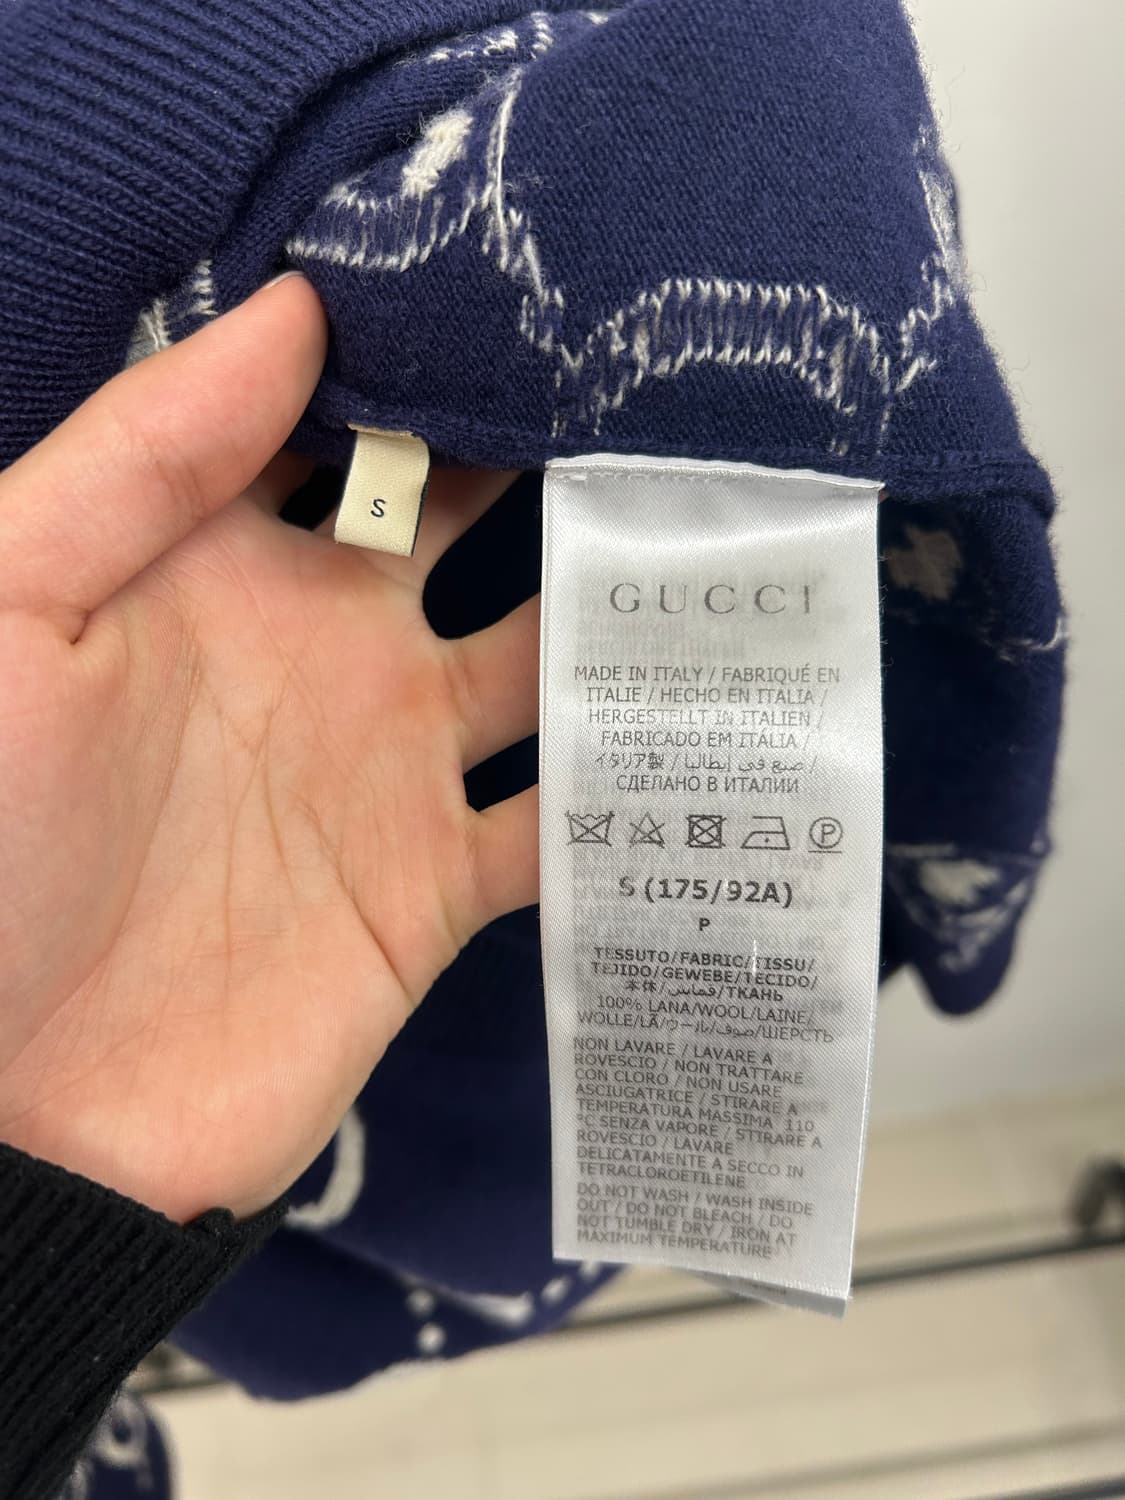 S
GUCCI
MADE IN ITALY / FABRIQUÉ EN
ITALIE / HECHO EN ITALIA /
HERGESTELLT IN ITALIEN /
FABRICADO EM ITÁLIA /
イタリア製 / صنع في إيطاليا /
СДЕЛАНО В ИТАЛИИ
P
S (175/92A)
P
TESSUTO/FABRIC/TISSU/
TEJIDO/GEWEBE/TECIDO/
本体/قماش/ТКАНЬ
100% LANA/WOOL/LAINE/
WOLLE/LÃ/ウール/صوف/ШЕРСТЬ
NON LAVARE / LAVARE A
ROVESCIO / NON TRATTARE
CON CLORO / NON USARE
ASCIUGATRICE / STIRARE A
TEMPERATURA MASSIMA 110
°C SENZA VAPORE / STIRARE A
ROVESCIO / LAVARE
DELICATAMENTE A SECCO IN
TETRACLOROETILENE
DO NOT WASH / WASH INSIDE
OUT / DO NOT BLEACH / DO
NOT TUMBLE DRY / IRON AT
MAXIMUM TEMPERATURE